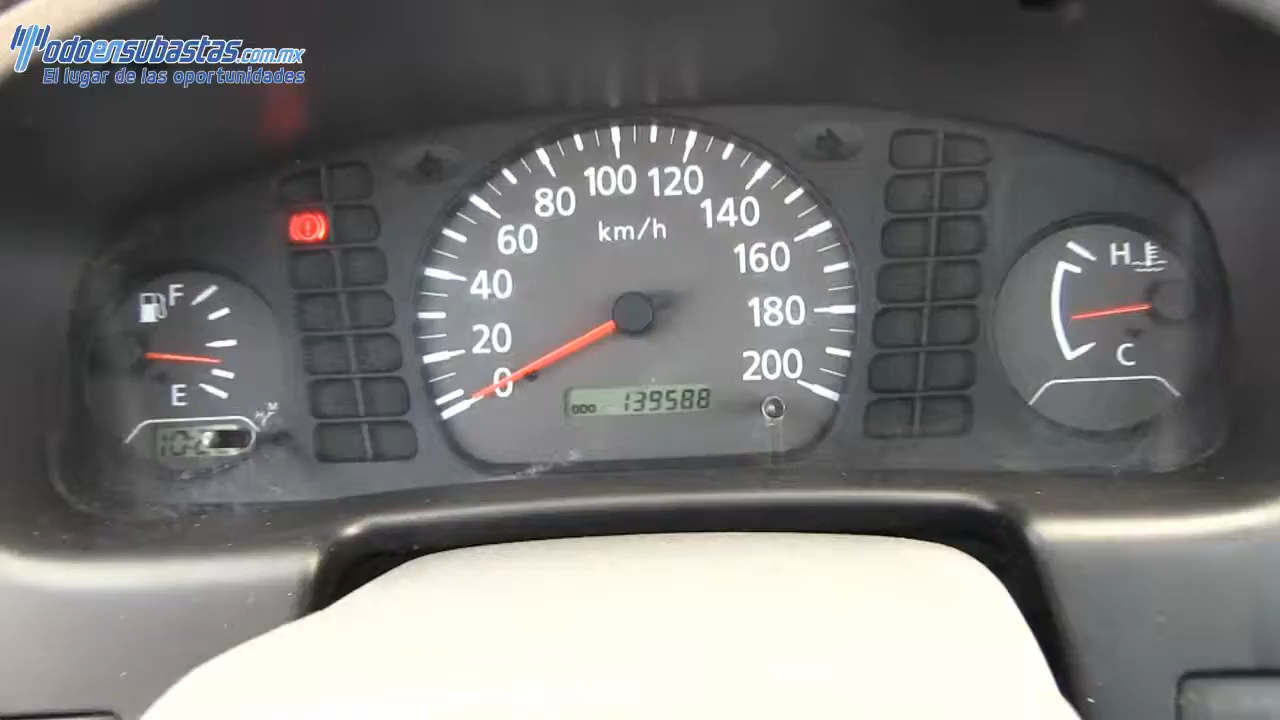 Todoensubastas.com.mx
El lugar de las oportunidades
F
E
H
M
0
20
40
60
80
100
120
140
160
180
200
km/h
ODO 139588
H
C